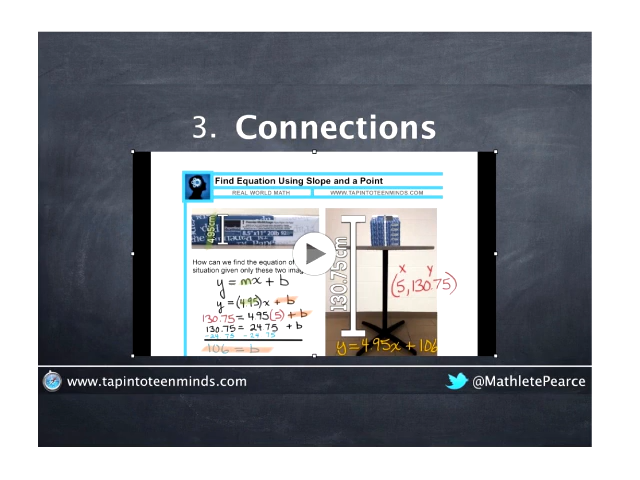 3. Connections
Find Equation Using Slope and a Point
REAL WORLD MATH
WWW.TAPINTOTEENMINDS.COM
4.95cm
130.75cm
How can we find the equation of
situation given only these two
y = mx + b
y = (4.95)x + b
130.75 = 4.95(5) + b
130.75 = 24.75 + b
-24.75 -24.75
106 = b
x y
(5,130.75)
y=4.95x + 106
www.tapintoteenminds.com
@MathletePearce